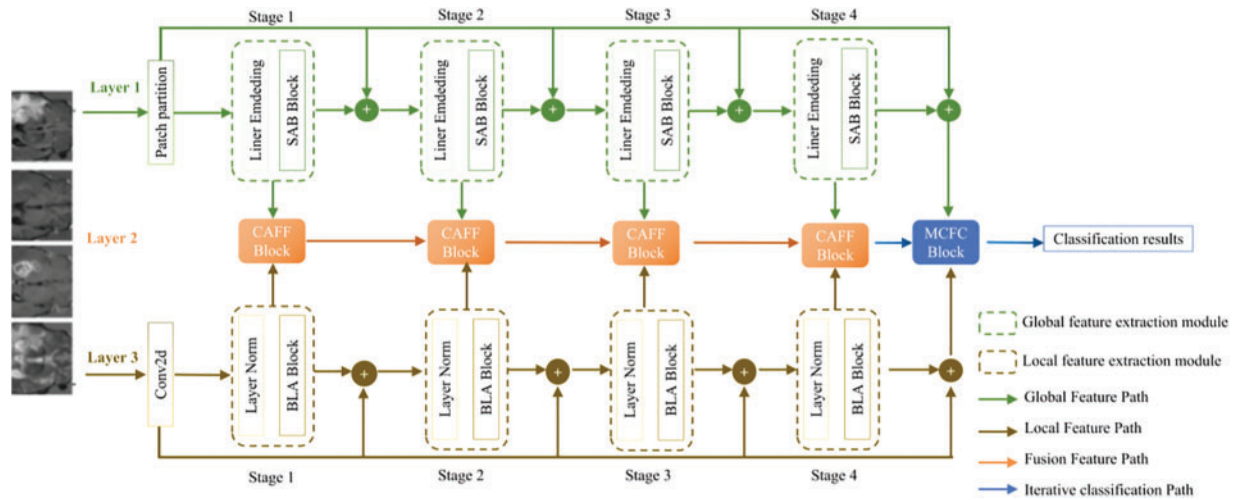 Stage 1
Stage 2
Stage 3
Stage 4
Layer 1
Patch partition
Liner Emdeding
SAB Block
Liner Emdeding
SAB Block
Liner Emdeding
SAB Block
Liner Emdeding
SAB Block
+
+
+
+
Layer 2
CAFF
Block
CAFF
Block
CAFF
Block
CAFF
Block
MCFC
Block
Classification results
Layer 3
Conv2d
Layer Norm
BLA Block
Layer Norm
BLA Block
Layer Norm
BLA Block
Layer Norm
BLA Block
+
+
+
+
Stage 1
Stage 2
Stage 3
Stage 4
Global feature extraction module
Local feature extraction module
Global Feature Path
Local Feature Path
Fusion Feature Path
Iterative classification Path